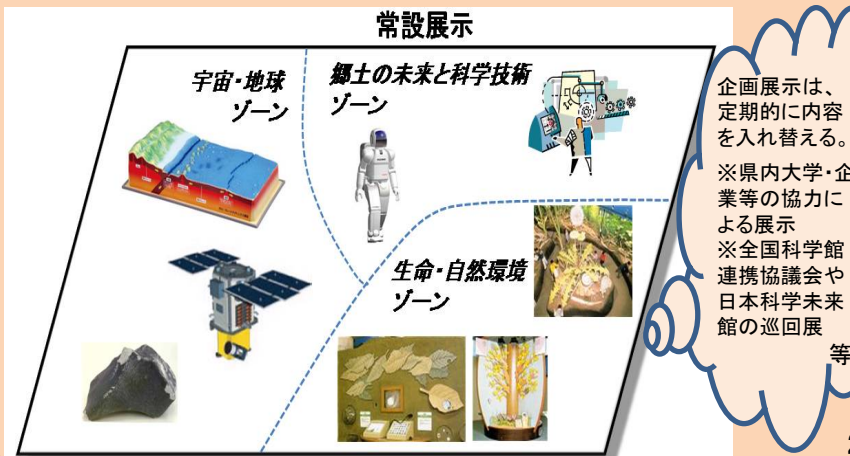 常設展示
宇宙・地球
ゾーン
郷土の未来と科学技術
ゾーン
生命・自然環境
ゾーン
企画展示は、
定期的に内容
を入れ替える。
※県内大学・企
業等の協力に
よる展示
※全国科学館
連携協議会や
日本科学未来
館の巡回展
等